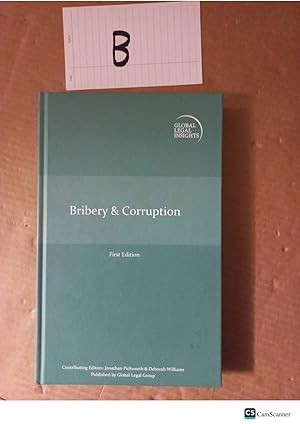 B
GLOBAL
LEGAL
INSIGHTS
Bribery & Corruption
First Edition
Contributing Editors: Jonathan Pickworth & Deborah Williams
Published by Global Legal Group
CS CamScanner